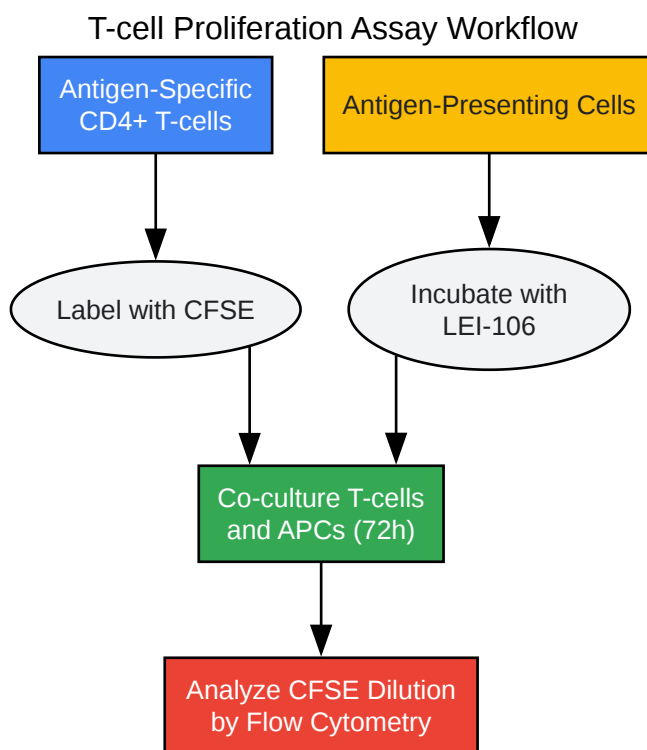 T-cell Proliferation Assay Workflow
Antigen-Specific
CD4+ T-cells
Antigen-Presenting Cells
Label with CFSE
Incubate with
LEI-106
Co-culture T-cells
and APCs (72h)
Analyze CFSE Dilution
by Flow Cytometry